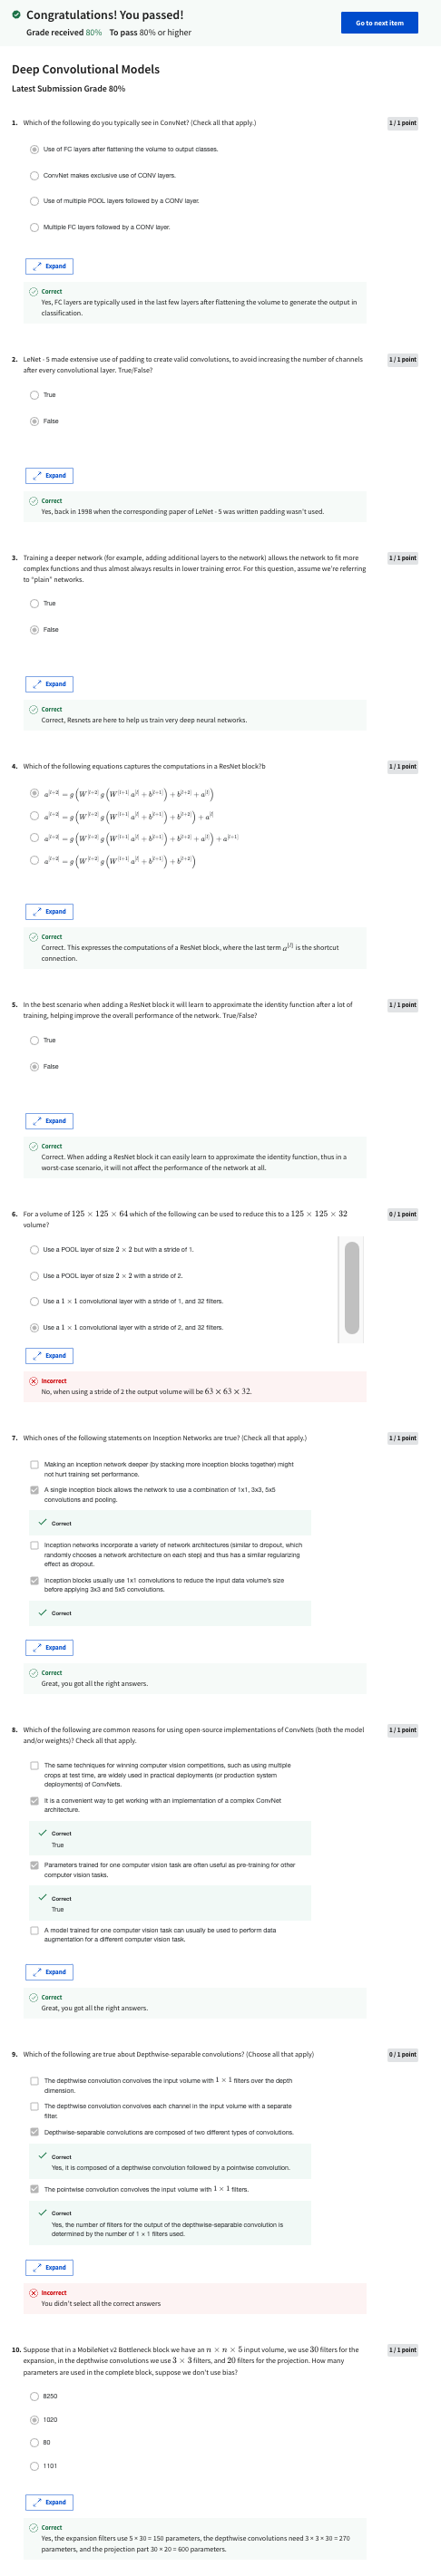 Congratulations! You passed!
Grade received 80% To pass 80% or higher
Go to next item
Deep Convolutional Models
Latest Submission Grade 80%
1. Which of the following do you typically see in ConvNet? (Check all that apply.)
1 / 1 point
Use of FC layers after flattening the volume to output classes.
ConvNet makes exclusive use of CONV layers.
Use of multiple POOL layers followed by a CONV layer.
Multiple FC layers followed by a CONV layer.
Expand
Correct
Yes, FC layers are typically used in the last few layers after flattening the volume to generate the output in
classification.
2. LeNet - 5 made extensive use of padding to create valid convolutions, to avoid increasing the number of channels
after every convolutional layer. True/False?
1 / 1 point
True
False
Expand
Correct
Yes, back in 1998 when the corresponding paper of LeNet - 5 was written padding wasn't used.
3. Training a deeper network (for example, adding additional layers to the network) allows the network to fit more
complex functions and thus almost always results in lower training error. For this question, assume we're referring
to "plain" networks.
1 / 1 point
True
False
Expand
Correct
Correct, Resnets are here to help us train very deep neural networks.
4. Which of the following equations captures the computations in a ResNet block?b
1 / 1 point
a^[l+2] = g(W^[l+2] g(W^[l+1] a^[l] + b^[l+1]) + b^[l+2] + a^[l])
a^[l+2] = g(W^[l+2] g(W^[l+1] a^[l] + b^[l+1]) + b^[l+2]) + a^[l]
a^[l+2] = g(W^[l+2] g(W^[l+1] a^[l] + b^[l+1]) + b^[l+2] + a^[l]) + a^[l+1]
a^[l+2] = g(W^[l+2] g(W^[l+1] a^[l] + b^[l+1]) + b^[l+2])
Expand
Correct
Correct. This expresses the computations of a ResNet block, where the last term a^[l] is the shortcut
connection.
5. In the best scenario when adding a ResNet block it will learn to approximate the identity function after a lot of
training, helping improve the overall performance of the network. True/False?
1 / 1 point
True
False
Expand
Correct
Correct. When adding a ResNet block it can easily learn to approximate the identity function, thus in a
worst-case scenario, it will not affect the performance of the network at all.
6. For a volume of 125 × 125 × 64 which of the following can be used to reduce this to a 125 × 125 × 32
volume?
0 / 1 point
Use a POOL layer of size 2 × 2 but with a stride of 1.
Use a POOL layer of size 2 × 2 with a stride of 2.
Use a 1 × 1 convolutional layer with a stride of 1, and 32 filters.
Use a 1 × 1 convolutional layer with a stride of 2, and 32 filters.
Expand
Incorrect
No, when using a stride of 2 the output volume will be 63 × 63 × 32.
7. Which ones of the following statements on Inception Networks are true? (Check all that apply.)
1 / 1 point
Making an inception network deeper (by stacking more inception blocks together) might
not hurt training set performance.
A single inception block allows the network to use a combination of 1x1, 3x3, 5x5
convolutions and pooling.
Correct
Inception networks incorporate a variety of network architectures (similar to dropout, which
randomly chooses a network architecture on each step) and thus has a similar regularizing
effect as dropout.
Inception blocks usually use 1x1 convolutions to reduce the input data volume's size
before applying 3x3 and 5x5 convolutions.
Correct
Expand
Correct
Great, you got all the right answers.
8. Which of the following are common reasons for using open-source implementations of ConvNets (both the model
and/or weights)? Check all that apply.
1 / 1 point
The same techniques for winning computer vision competitions, such as using multiple
crops at test time, are widely used in practical deployments (or production system
deployments) of ConvNets.
It is a convenient way to get working with an implementation of a complex ConvNet
architecture.
Correct
True
Parameters trained for one computer vision task are often useful as pre-training for other
computer vision tasks.
Correct
True
A model trained for one computer vision task can usually be used to perform data
augmentation for a different computer vision task.
Expand
Correct
Great, you got all the right answers.
9. Which of the following are true about Depthwise-separable convolutions? (Choose all that apply)
0 / 1 point
The depthwise convolution convolves the input volume with 1 × 1 filters over the depth
dimension.
The depthwise convolution convolves each channel in the input volume with a separate
filter.
Depthwise-separable convolutions are composed of two different types of convolutions.
Correct
Yes, it is composed of a depthwise convolution followed by a pointwise convolution.
The pointwise convolution convolves the input volume with 1 × 1 filters.
Correct
Yes, the number of filters for the output of the depthwise-separable convolution is
determined by the number of 1 × 1 filters used.
Expand
Incorrect
You didn't select all the correct answers
10. Suppose that in a MobileNet v2 Bottleneck block we have an n × n × 5 input volume, we use 30 filters for the
expansion, in the depthwise convolutions we use 3 × 3 filters, and 20 filters for the projection. How many
parameters are used in the complete block, suppose we don't use bias?
1 / 1 point
8250
1020
80
1101
Expand
Correct
Yes, the expansion filters use 5 × 30 = 150 parameters, the depthwise convolutions need 3 × 3 × 30 = 270
parameters, and the projection part 30 × 20 = 600 parameters.